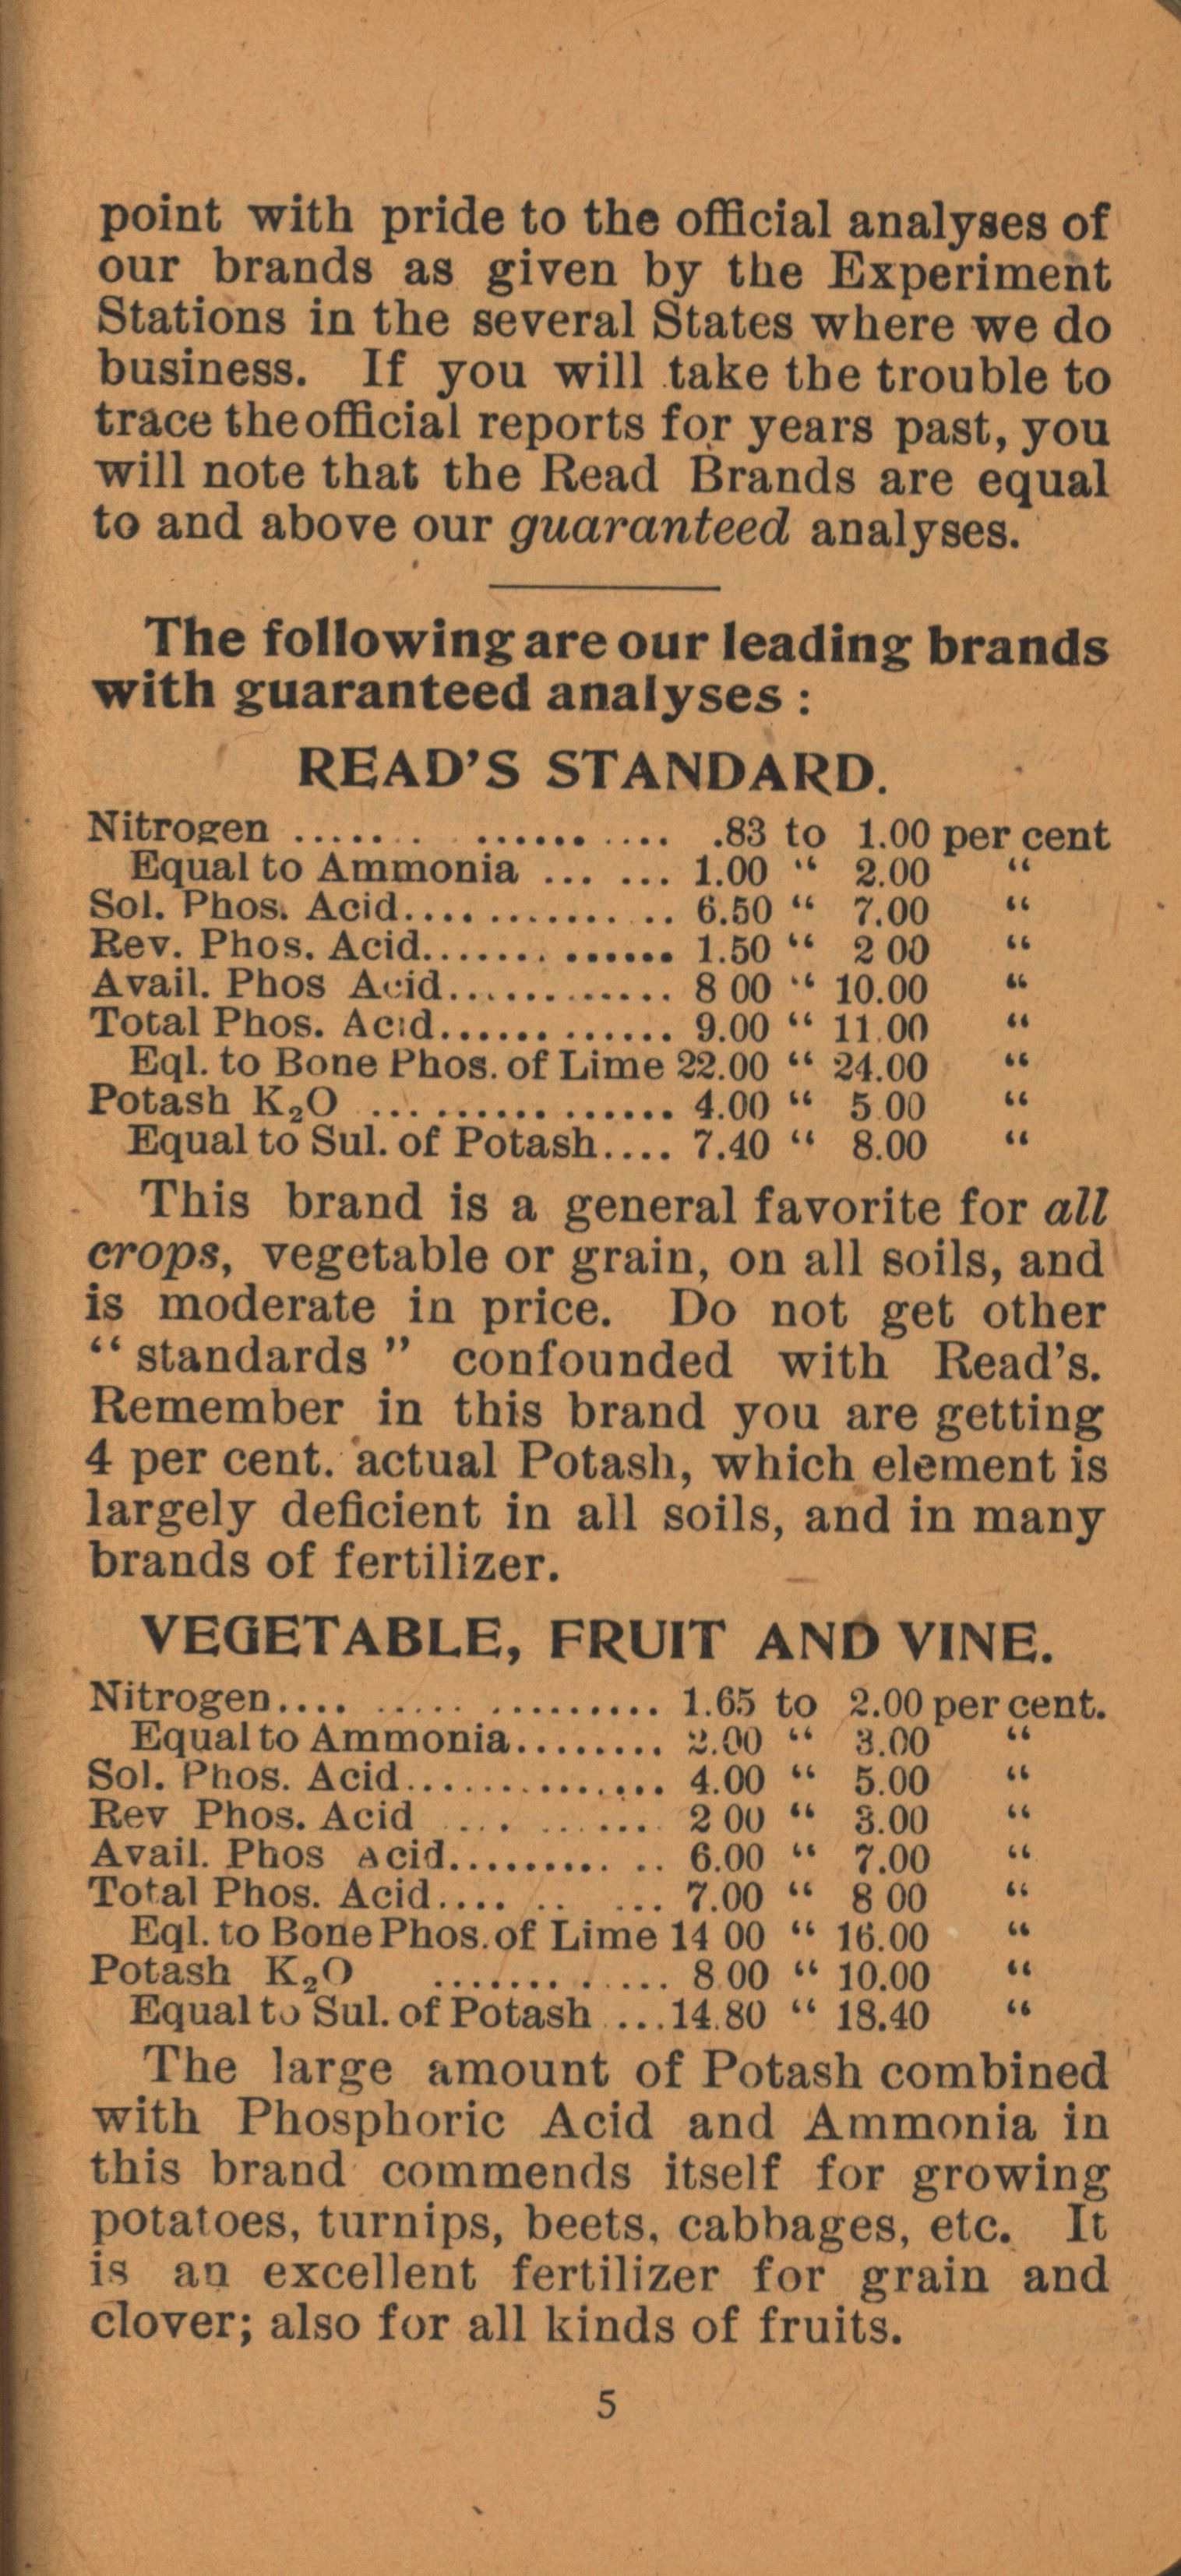 point with pride to the official analyses of
our brands as given by the Experiment
Stations in the several States where we do
business. If you will take the trouble to
trace the official reports for years past, you
will note that the Read Brands are equal
to and above our guaranteed analyses.
The following are our leading brands
with guaranteed analyses :
READ'S STANDARD.
Nitrogen ...... .......... .83 to 1.00 per cent
Equal to Ammonia ... ... 1.00 " 2.00 "
Sol. Phos. Acid.............. 6.50 " 7.00 "
Rev. Phos. Acid....... ...... 1.50 " 2 00 "
Avail. Phos Acid............ 8 00 " 10.00 "
Total Phos. Acid............ 9.00 " 11.00 "
Eql. to Bone Phos. of Lime 22.00 " 24.00 "
Potash K₂O ... ...... ...... 4.00 " 5 00 "
Equal to Sul. of Potash.... 7.40 " 8.00 "
This brand is a general favorite for all
crops, vegetable or grain, on all soils, and
is moderate in price. Do not get other
" standards " confounded with Read's.
Remember in this brand you are getting
4 per cent. actual Potash, which element is
largely deficient in all soils, and in many
brands of fertilizer.
VEGETABLE, FRUIT AND VINE.
Nitrogen.... ..... ......... 1.65 to 2.00 per cent.
Equal to Ammonia......... 2.00 " 3.00 "
Sol. Phos. Acid.............. 4.00 " 5.00 "
Rev Phos. Acid .... ...... 2 00 " 3.00 "
Avail. Phos Acid.......... .. 6.00 " 7.00 "
Total Phos. Acid.... .. ... 7.00 " 8 00 "
Eql. to Bone Phos. of Lime 14 00 " 16.00 "
Potash K₂O ........... 8.00 " 10.00 "
Equal to Sul. of Potash ...14.80 " 18.40 "
The large amount of Potash combined
with Phosphoric Acid and Ammonia in
this brand commends itself for growing
potatoes, turnips, beets, cabbages, etc. It
is an excellent fertilizer for grain and
clover; also for all kinds of fruits.
5